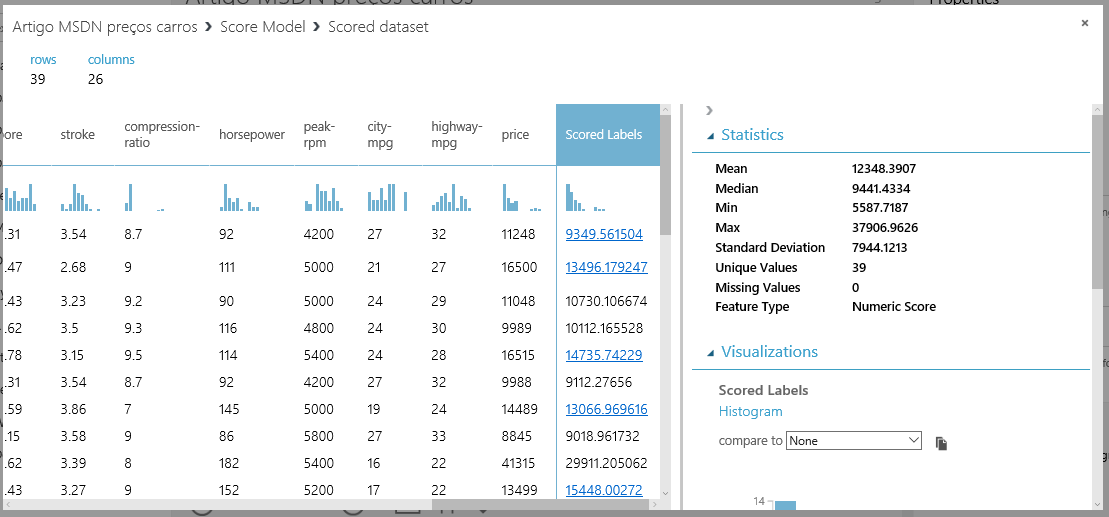 Artigo MSDN preços carros
Properties
Artigo MSDN preços carros › Score Model › Scored dataset
×
rows columns
39 26
ore stroke compression-ratio horsepower peak-rpm city-mpg highway-mpg price Scored Labels
.31 3.54 8.7 92 4200 27 32 11248 9349.561504
.47 2.68 9 111 5000 21 27 16500 13496.179247
.43 3.23 9.2 90 5000 24 29 11048 10730.106674
.62 3.5 9.3 116 4800 24 30 9989 10112.165528
.78 3.15 9.5 114 5400 24 28 16515 14735.74229
.31 3.54 8.7 92 4200 27 32 9988 9112.27656
.59 3.86 7 145 5000 19 24 14489 13066.969616
.15 3.58 9 86 5800 27 33 8845 9018.961732
.62 3.39 8 182 5400 16 22 41315 29911.205062
.43 3.27 9 152 5200 17 22 13499 15448.00272
Statistics
Mean 12348.3907
Median 9441.4334
Min 5587.7187
Max 37906.9626
Standard Deviation 7944.1213
Unique Values 39
Missing Values 0
Feature Type Numeric Score
Visualizations
Scored Labels
Histogram
compare to None
14